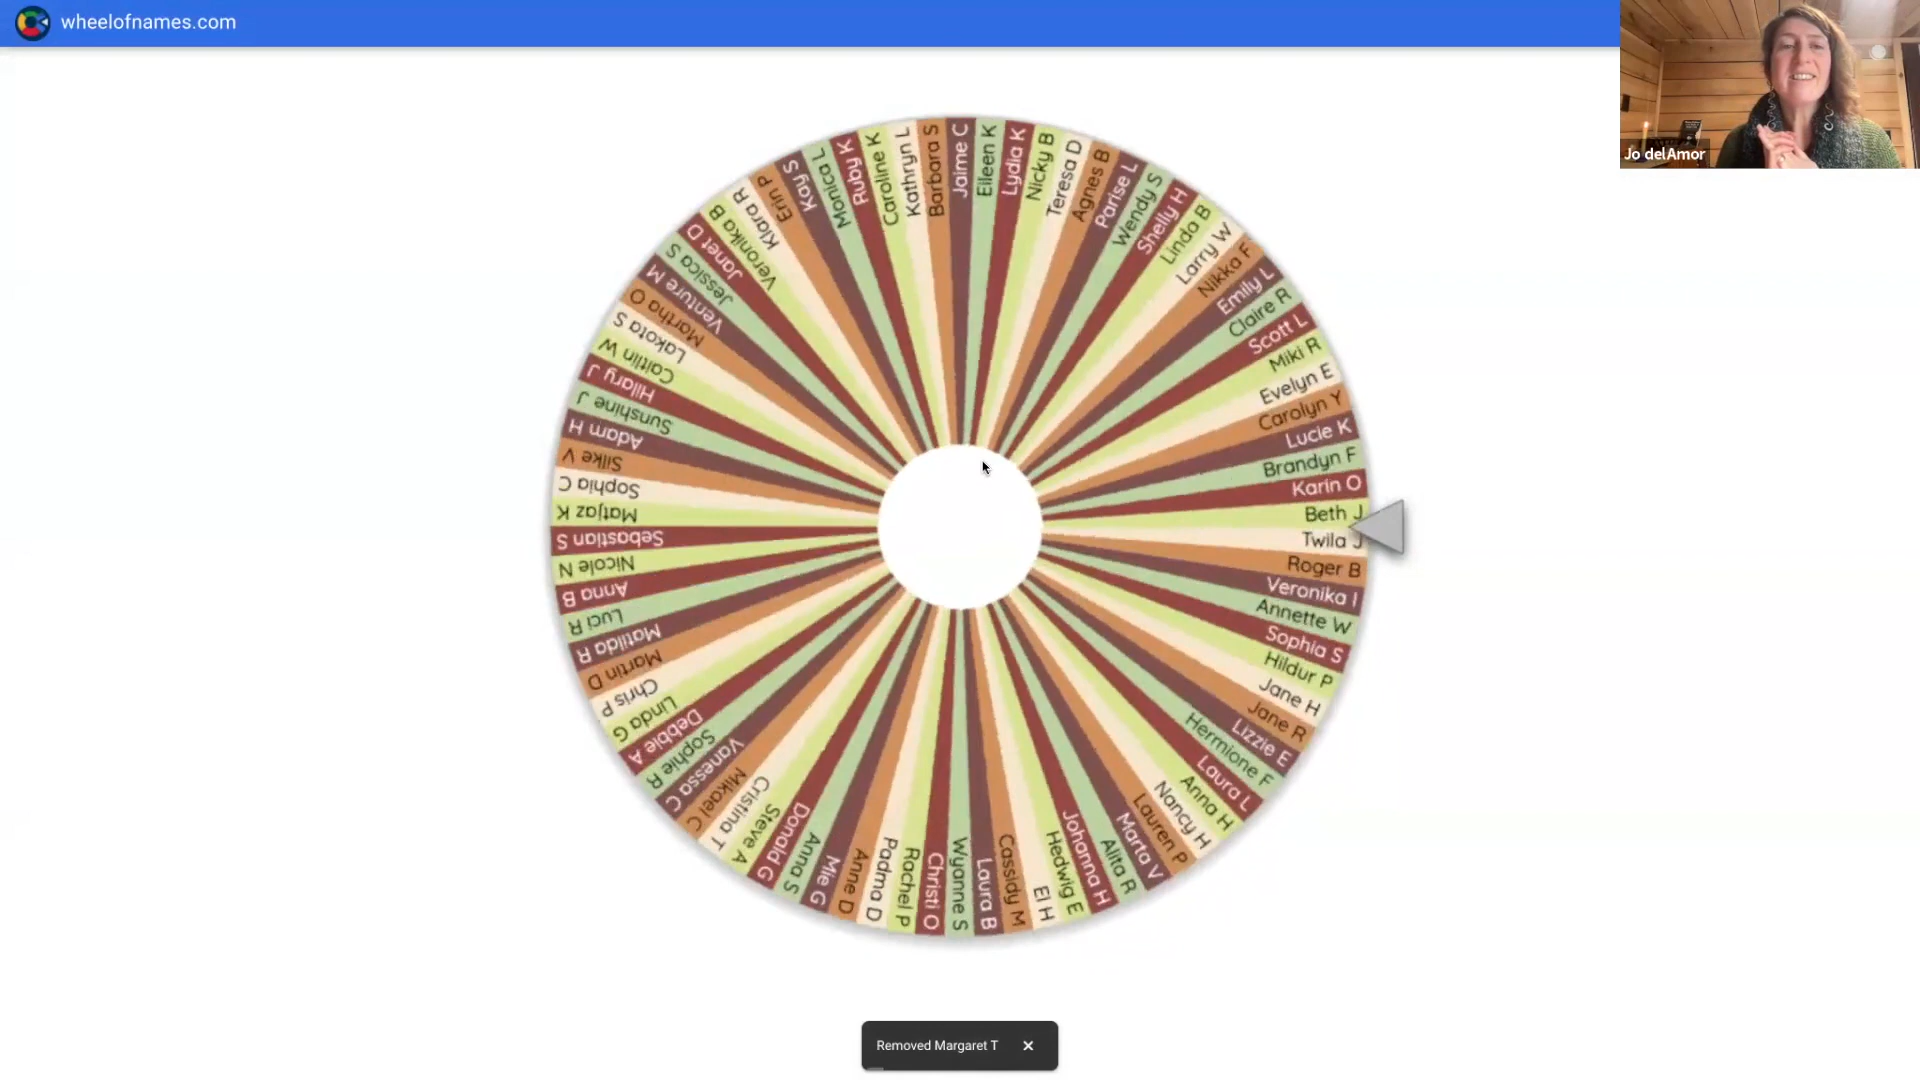 wheelofnames.com
Jo delAmor
Jaime C
Eileen K
Lydia K
Nicky B
Teresa D
Agnes B
Parise L
Wendy S
Shelly H
Linda B
Larry W
Nikka F
Emily L
Claire R
Scott L
Miki R
Evelyn E
Carolyn Y
Lucie K
Brandyn F
Karin O
Beth J
Twila J
Roger B
Veronika I
Annette W
Sophia S
Hildur P
Jane H
Jane R
Lizzie E
Hermione F
Laura L
Anna H
Nancy H
Lauren P
Marta V
Alita R
Johanna H
Hedwig E
El H
Cassidy M
Laura B
Wyanne S
Christi O
Rachel P
Padma D
Anne D
Mie G
Anna S
Donald G
Steve A
Cristina T
Mikael C
Vanessa C
Sophie R
Debbie A
Linda G
Chris P
Martin D
Matilda R
Luci R
Anna B
Nicole N
Sebastian S
Matjaz K
Sophia C
Silke V
Adam H
Sunshine J
Hilary J
Caitlin W
Lakota S
Martha O
Venture M
Jessica S
Janet D
Veronika B
Klara R
Erin P
Kay S
Monica L
Ruby K
Caroline K
Kathryn L
Barbara S
Removed Margaret T